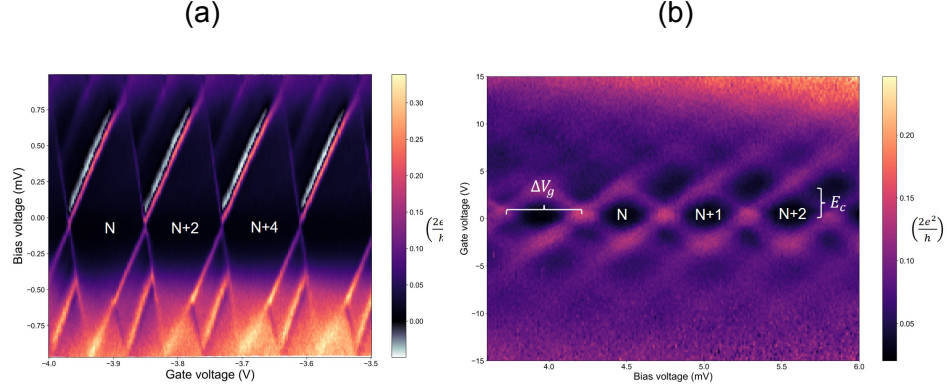 (a)
(b)
0.75
0.50
0.25
0.00
−0.25
−0.50
−0.75
Bias voltage (mV)
N
N+2
N+4
−4.0
−3.9
−3.8
−3.7
−3.6
−3.5
Gate voltage (V)
0.30
0.25
0.20
0.15
0.10
0.05
0.00
(2e
h
15
10
5
0
−5
−10
−15
Gate voltage (V)
ΔVg
N
N+1
N+2
Ec
4.0
4.5
5.0
5.5
6.0
Bias voltage (mV)
0.20
0.15
0.10
0.05
(2e²/h)